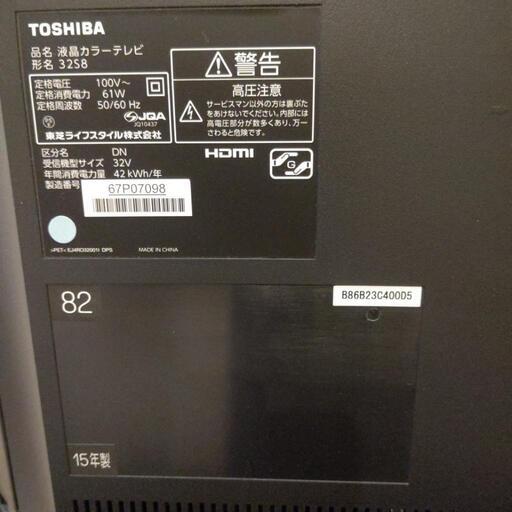 TOSHIBA
品名 液晶カラーテレビ
形名 32S8
定格電圧 100V~
定格消費電力 61W
定格周波数 50/60 Hz
JQA
JQ10437
東芝ライフスタイル株式会社
区分名 DN
受信機型サイズ 32V
年間消費電力量 42 kWh/年
製造番号
67P07098
警告
高圧注意
サービスマン以外の方は裏ぶた
をあけないでください。内部には
高電圧部分が数多くあり、万一
さわると危険です。
HDMI
G
>PET< EJ4RO32001I DPS
MADE IN CHINA
82
B86B23C400D5
15年製